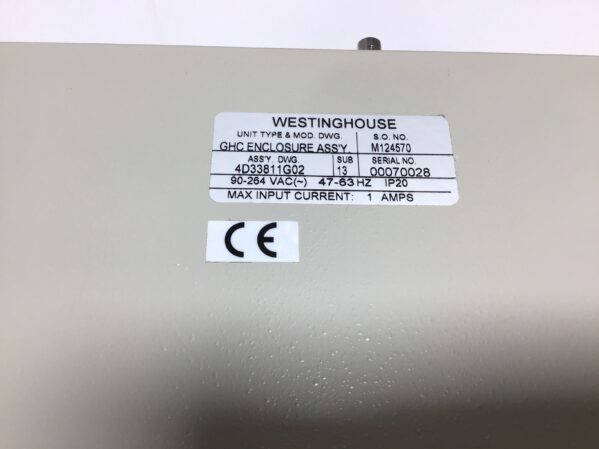 WESTINGHOUSE
UNIT TYPE & MOD. DWG. S.O. NO.
GHC ENCLOSURE ASS'Y. M124570
ASS'Y. DWG. SUB SERIAL NO.
4D33811G02 13 00070028
90-264 VAC(~) 47-63 HZ IP20
MAX INPUT CURRENT: 1 AMPS
CE